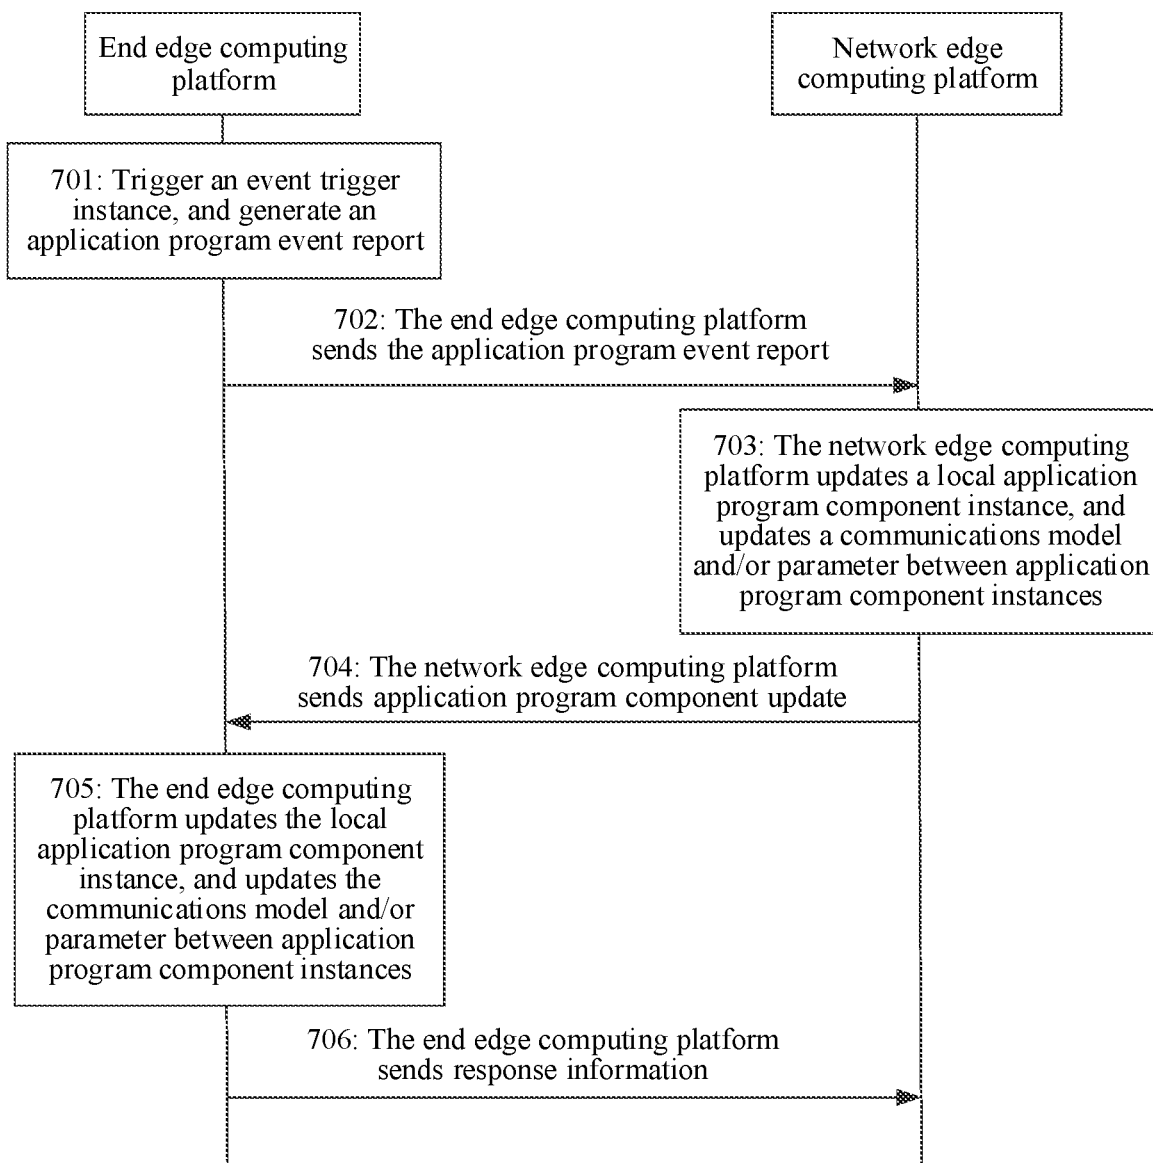 End edge computing
platform
Network edge
computing platform
701: Trigger an event trigger
instance, and generate an
application program event report
702: The end edge computing platform
sends the application program event report
703: The network edge computing
platform updates a local application
program component instance, and
updates a communications model
and/or parameter between application
program component instances
704: The network edge computing platform
sends application program component update
705: The end edge computing
platform updates the local
application program component
instance, and updates the
communications model and/or
parameter between application
program component instances
706: The end edge computing platform
sends response information